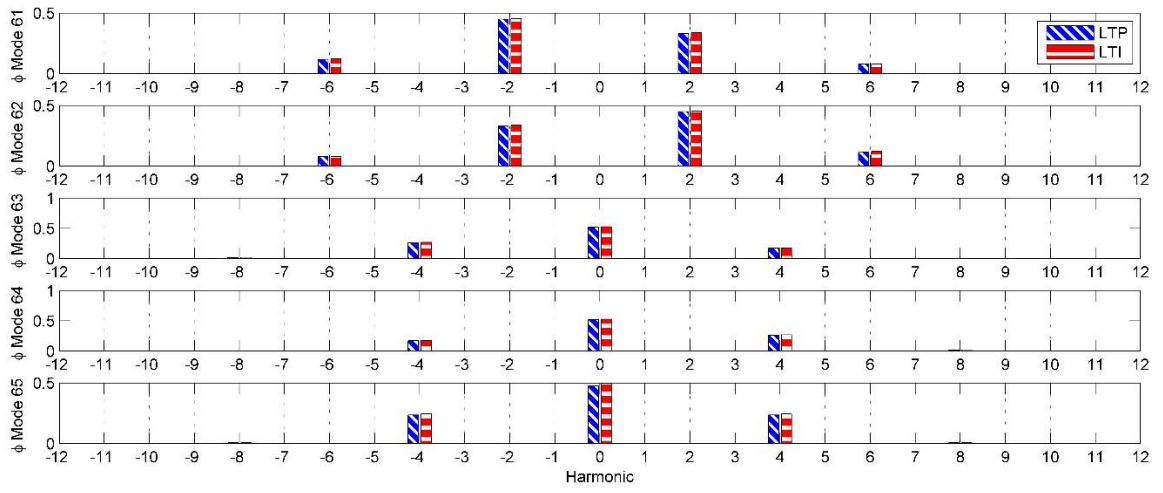 0.5
φ Mode 61
0
LTP
LTI
-12 -11 -10 -9 -8 -7 -6 -5 -4 -3 -2 -1 0 1 2 3 4 5 6 7 8 9 10 11 12
0.5
φ Mode 62
0
-12 -11 -10 -9 -8 -7 -6 -5 -4 -3 -2 -1 0 1 2 3 4 5 6 7 8 9 10 11 12
1
φ Mode 63
0.5
0
-12 -11 -10 -9 -8 -7 -6 -5 -4 -3 -2 -1 0 1 2 3 4 5 6 7 8 9 10 11 12
1
φ Mode 64
0.5
0
-12 -11 -10 -9 -8 -7 -6 -5 -4 -3 -2 -1 0 1 2 3 4 5 6 7 8 9 10 11 12
0.5
φ Mode 65
0
-12 -11 -10 -9 -8 -7 -6 -5 -4 -3 -2 -1 0 1 2 3 4 5 6 7 8 9 10 11 12
Harmonic